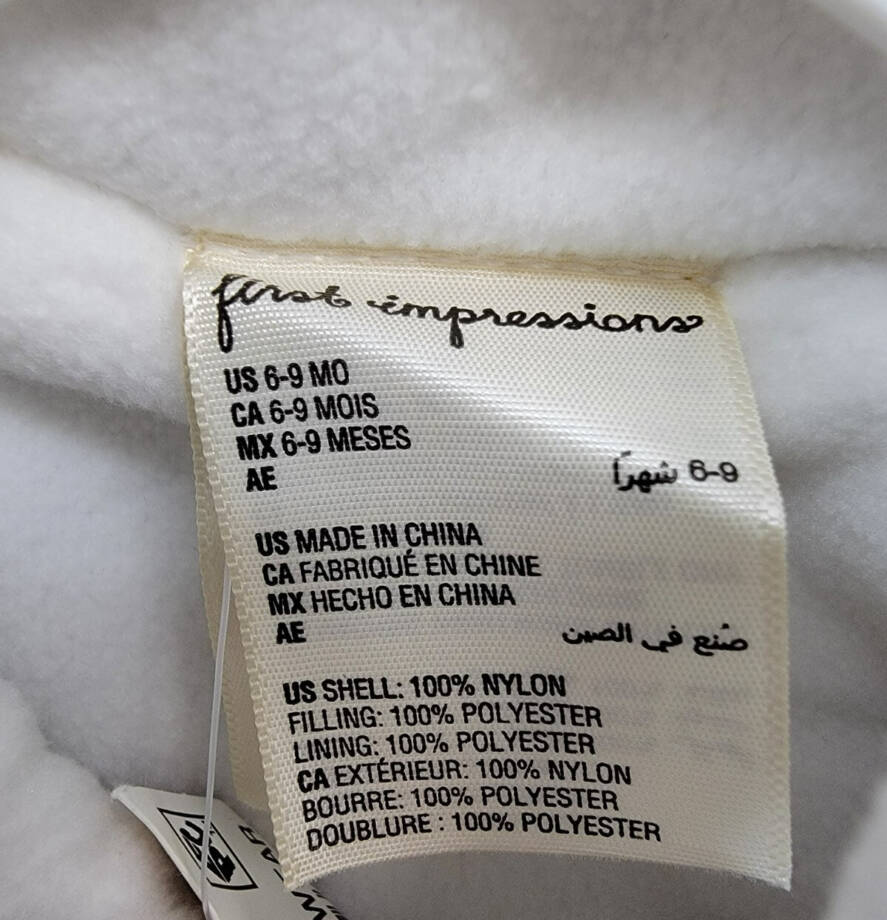 first impressions
US 6-9 MO
CA 6-9 MOIS
MX 6-9 MESES
AE 6-9 شهرًا
US MADE IN CHINA
CA FABRIQUÉ EN CHINE
MX HECHO EN CHINA
AE صُنع في الصين
US SHELL: 100% NYLON
FILLING: 100% POLYESTER
LINING: 100% POLYESTER
CA EXTÉRIEUR: 100% NYLON
BOURRE: 100% POLYESTER
DOUBLURE : 100% POLYESTER